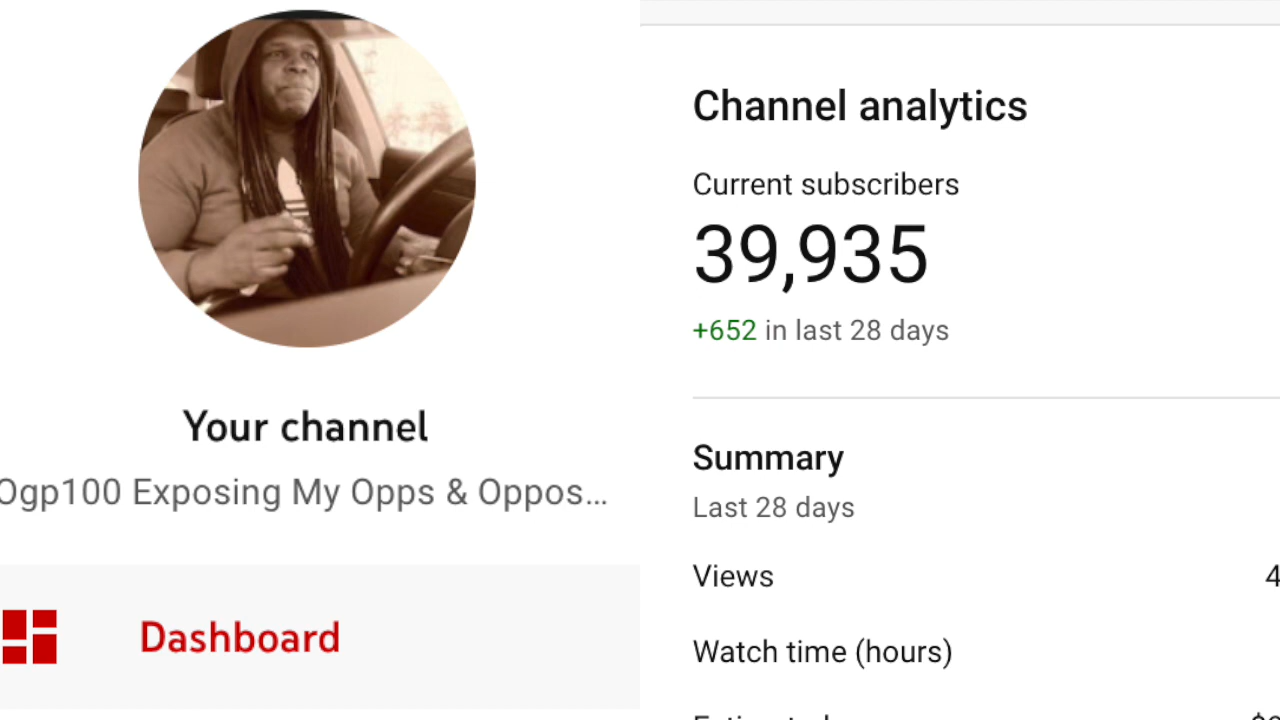 Your channel
Ogp100 Exposing My Opps & Oppos...
Dashboard
Channel analytics
Current subscribers
39,935
+652 in last 28 days
Summary
Last 28 days
Views 4
Watch time (hours)